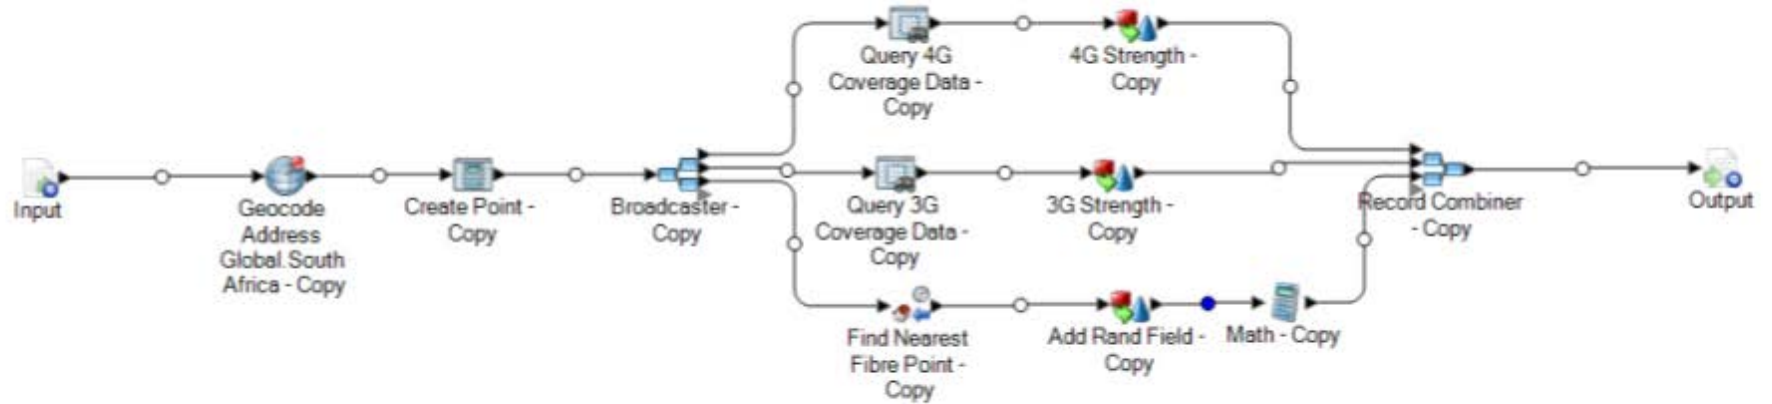 Query 4G
Coverage Data -
Copy
4G Strength -
Copy
Input
Geocode
Address
Global.South
Africa - Copy
Create Point -
Copy
Broadcaster -
Copy
Query 3G
Coverage Data -
Copy
3G Strength -
Copy
Record Combiner
- Copy
Output
Find Nearest
Fibre Point -
Copy
Add Rand Field -
Copy
Math - Copy